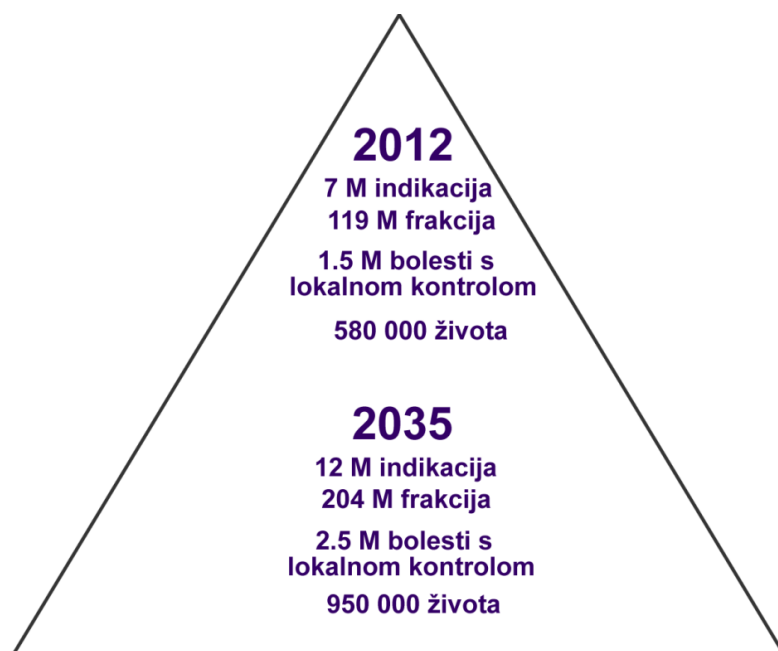 2012
7 M indikacija
119 M frakcija
1.5 M bolesti s
lokalnom kontrolom
580 000 života
2035
12 M indikacija
204 M frakcija
2.5 M bolesti s
lokalnom kontrolom
950 000 života